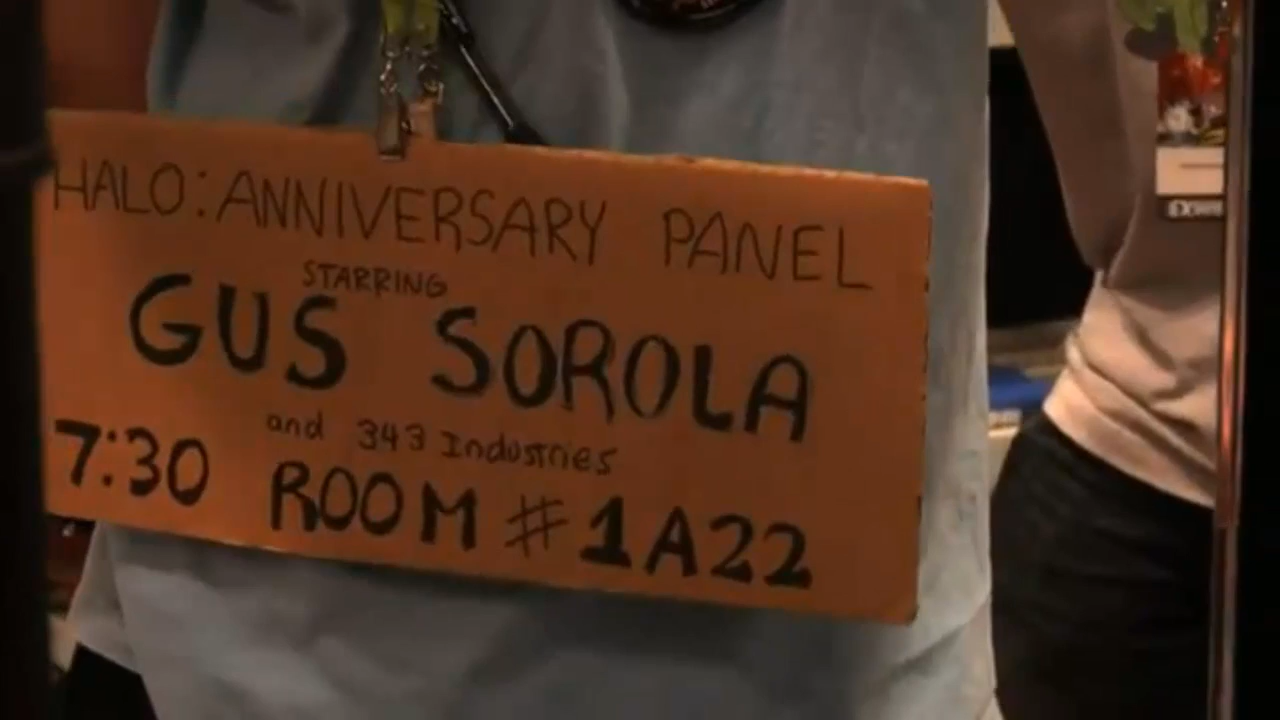 HALO: ANNIVERSARY PANEL
STARRING
GUS SOROLA
and 343 Industries
7:30 ROOM #1A22